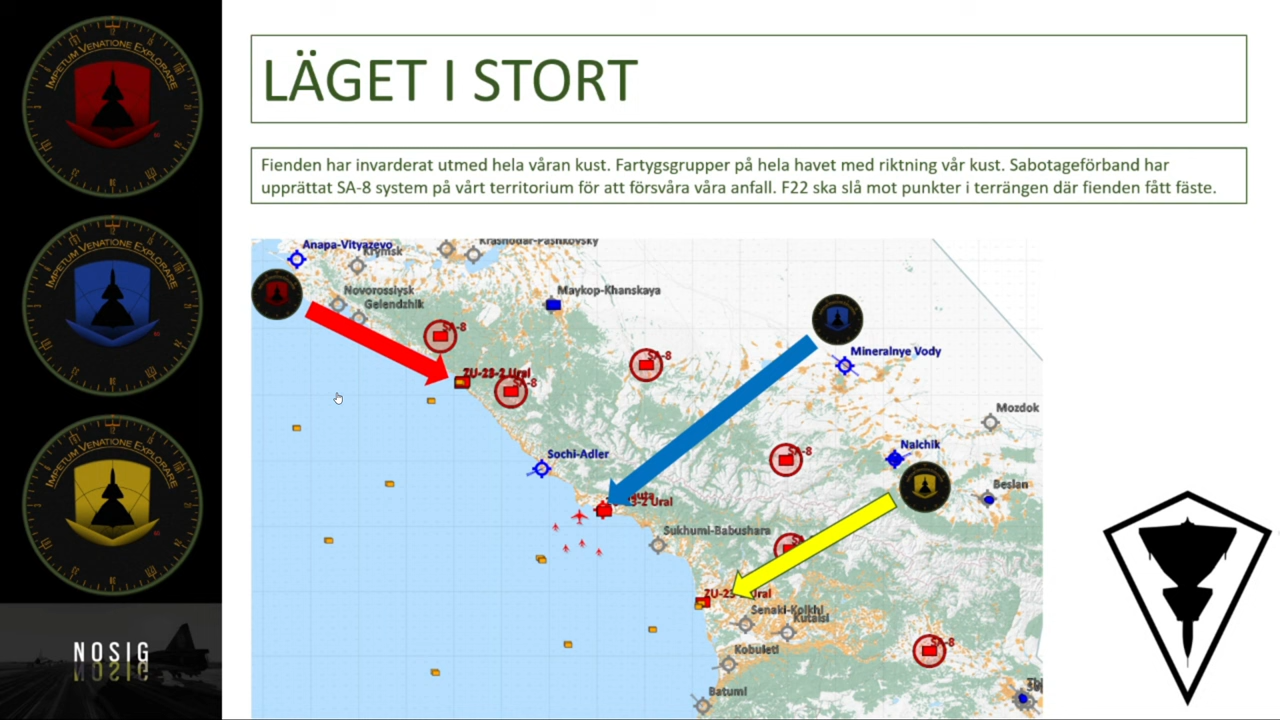 IMPETUM VENATIONE EXPLORARE
IMPETUM VENATIONE EXPLORARE
IMPETUM VENATIONE EXPLORARE
NOSIG
LÄGET I STORT
Fienden har invarderat utmed hela våran kust. Fartygsgrupper på hela havet med riktning vår kust. Sabotageförband har
upprättat SA-8 system på vårt territorium för att försvåra våra anfall. F22 ska slå mot punkter i terrängen där fienden fått fäste.
Anapa-Vityazevo
Krymsk
Krasnodar-Pashkovsky
Novorossiysk
Gelendzhik
Maykop-Khanskaya
SA-8
ZU-23-2 Ural
SA-8
SA-8
Mineralnye Vody
Mozdok
Nalchik
Sochi-Adler
SA-8
Beslan
Ural
Sukhumi-Babushara
Senaki-Kolkhi
Kutaisi
SA-8
Kobuleti
Batumi